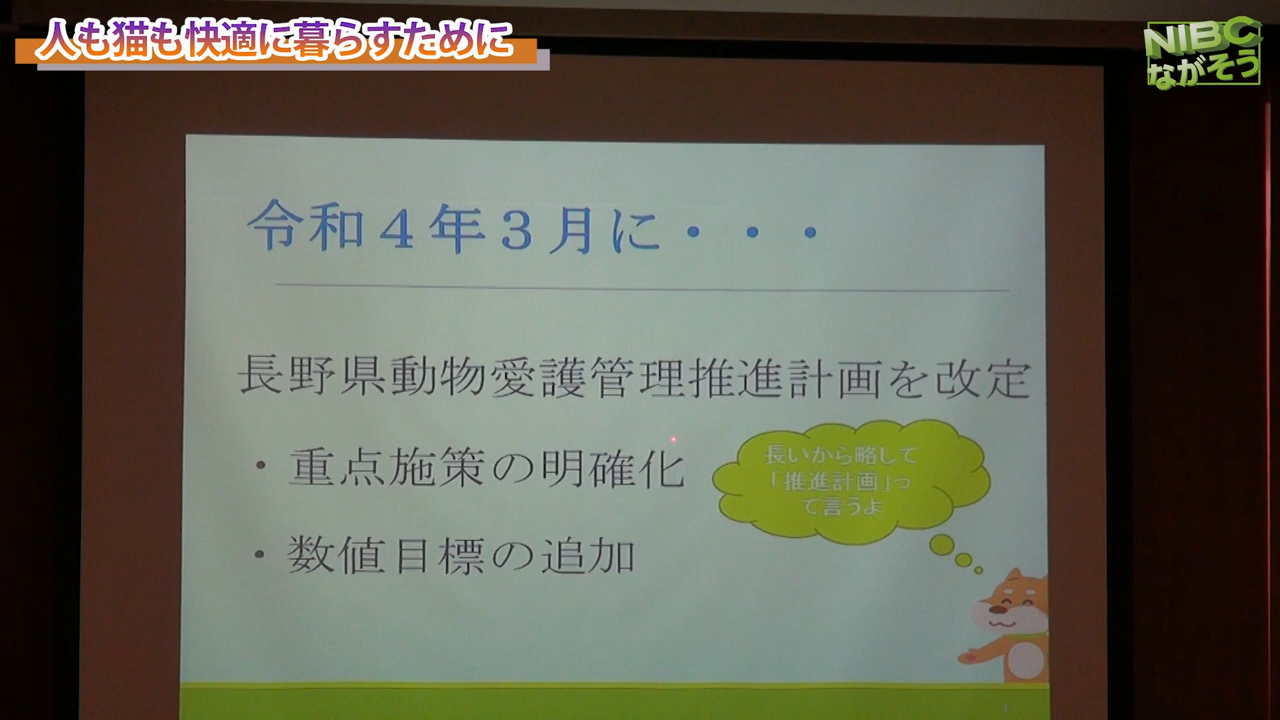 人も猫も快適に暮らすために
NIBC
ながそう
令和４年３月に・・・
長野県動物愛護管理推進計画を改定
・重点施策の明確化
・数値目標の追加
長いから略して
「推進計画」っ
て言うよ